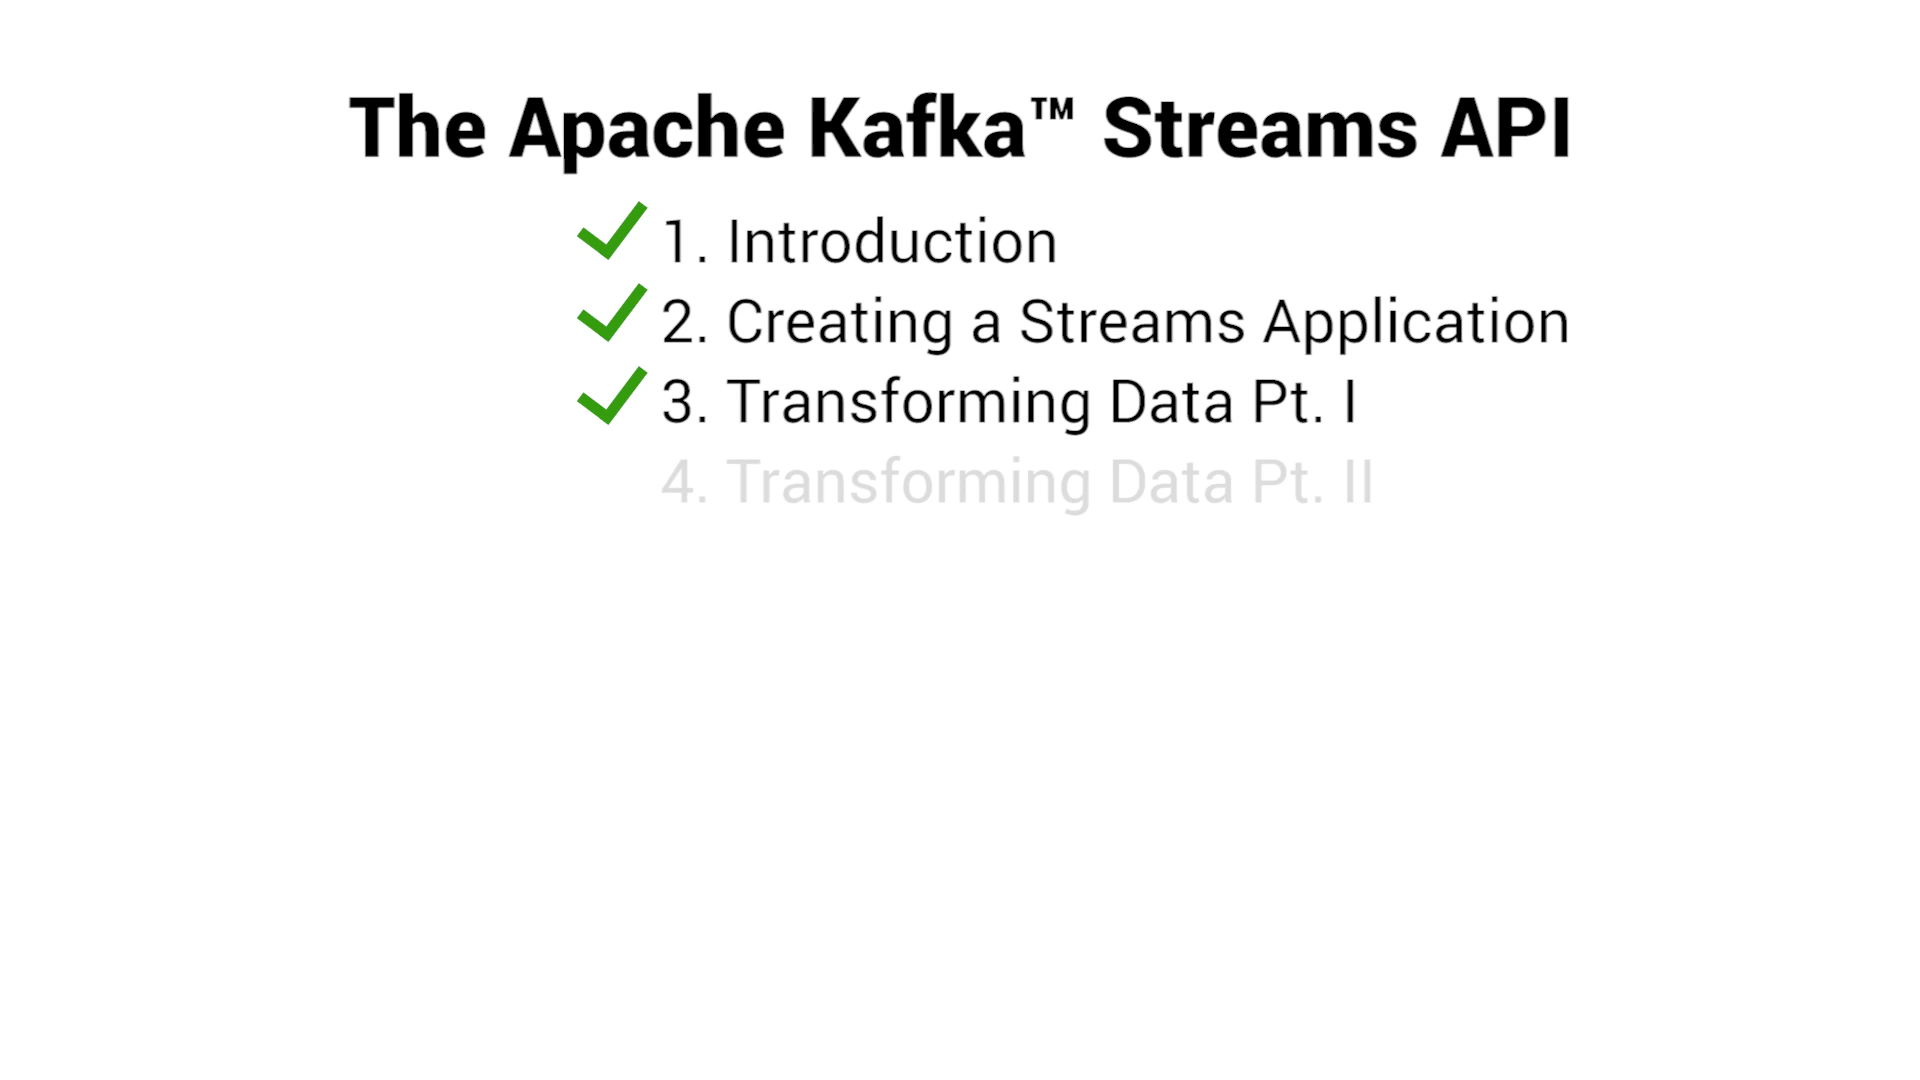 The Apache Kafka™ Streams API
1. Introduction
2. Creating a Streams Application
3. Transforming Data Pt. I
4. Transforming Data Pt. II